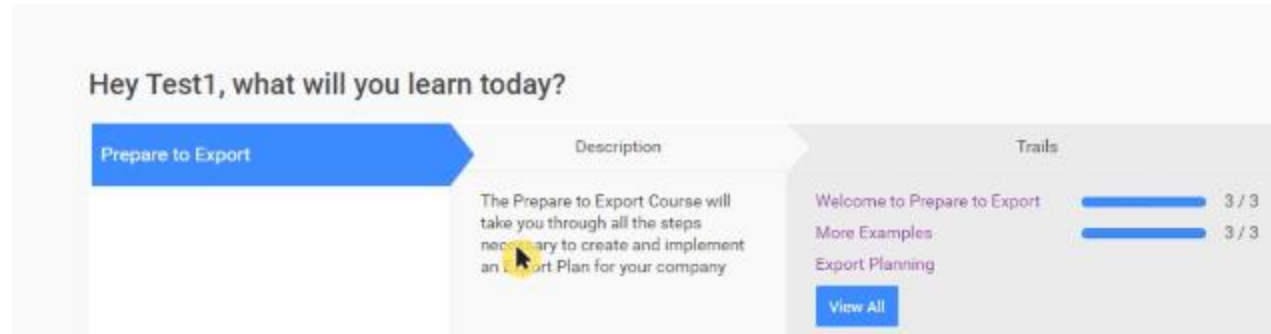 Hey Test1, what will you learn today?
Prepare to Export
Description
Trails
The Prepare to Export Course will
take you through all the steps
necessary to create and implement
an Export Plan for your company
Welcome to Prepare to Export 3 / 3
More Examples 3 / 3
Export Planning
View All